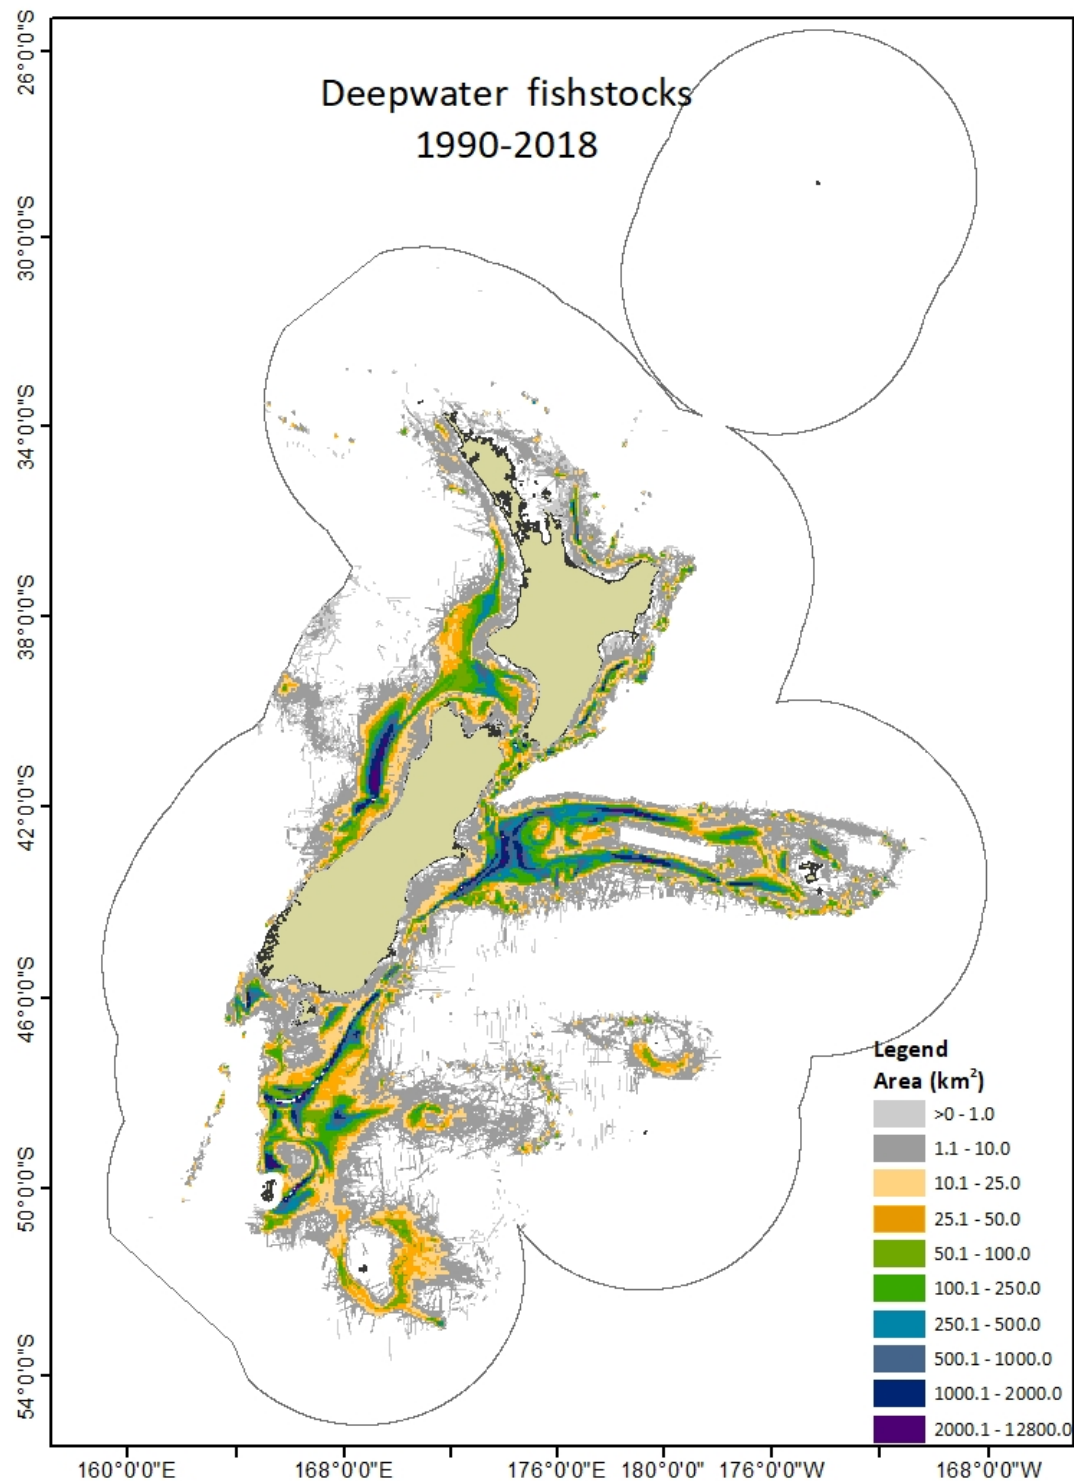 Deepwater fishstocks
1990-2018
26°0'0"S
30°0'0"S
34°0'0"S
38°0'0"S
42°0'0"S
46°0'0"S
50°0'0"S
54°0'0"S
Legend
Area (km²)
>0 - 1.0
1.1 - 10.0
10.1 - 25.0
25.1 - 50.0
50.1 - 100.0
100.1 - 250.0
250.1 - 500.0
500.1 - 1000.0
1000.1 - 2000.0
2000.1 - 12800.0
160°0'0"E 168°0'0"E 176°0'0"E 180°0'0" 176°0'0"W 168°0'0"W